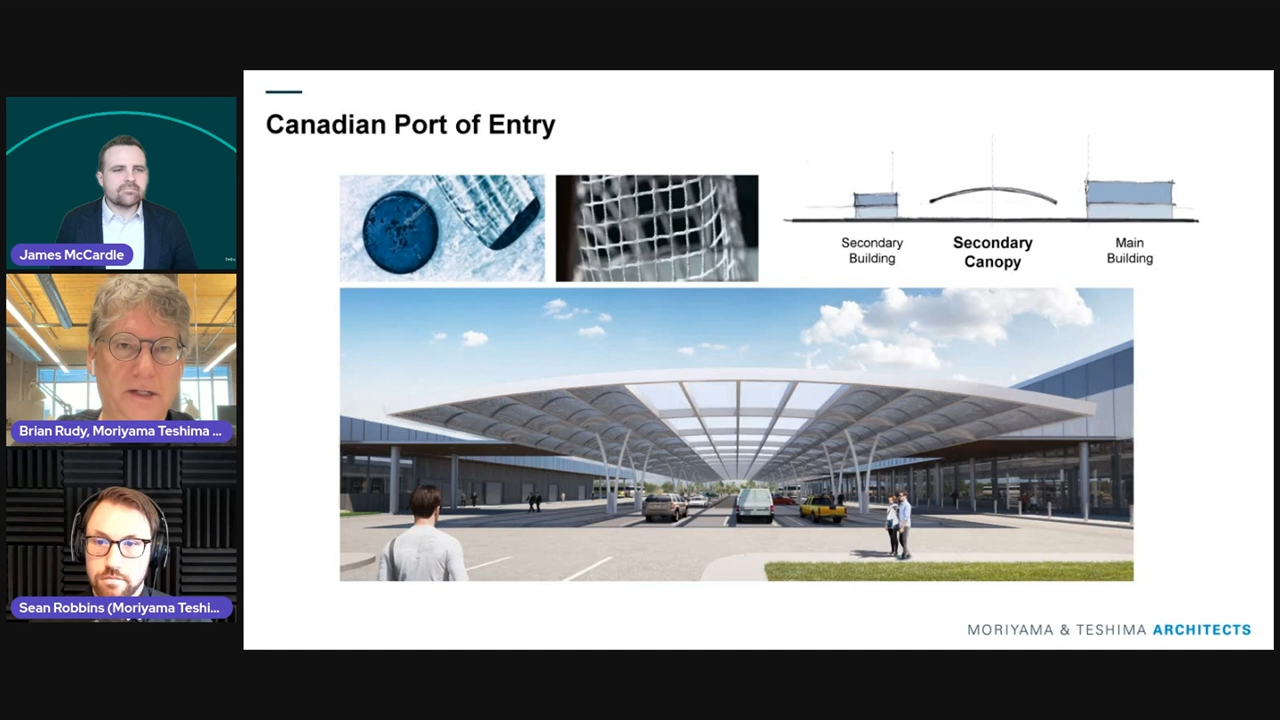 James McCardle
Brian Rudy, Moriyama Teshima ...
Sean Robbins (Moriyama Teshi...
Canadian Port of Entry
Secondary
Building
Secondary
Canopy
Main
Building
MORIYAMA & TESHIMA ARCHITECTS